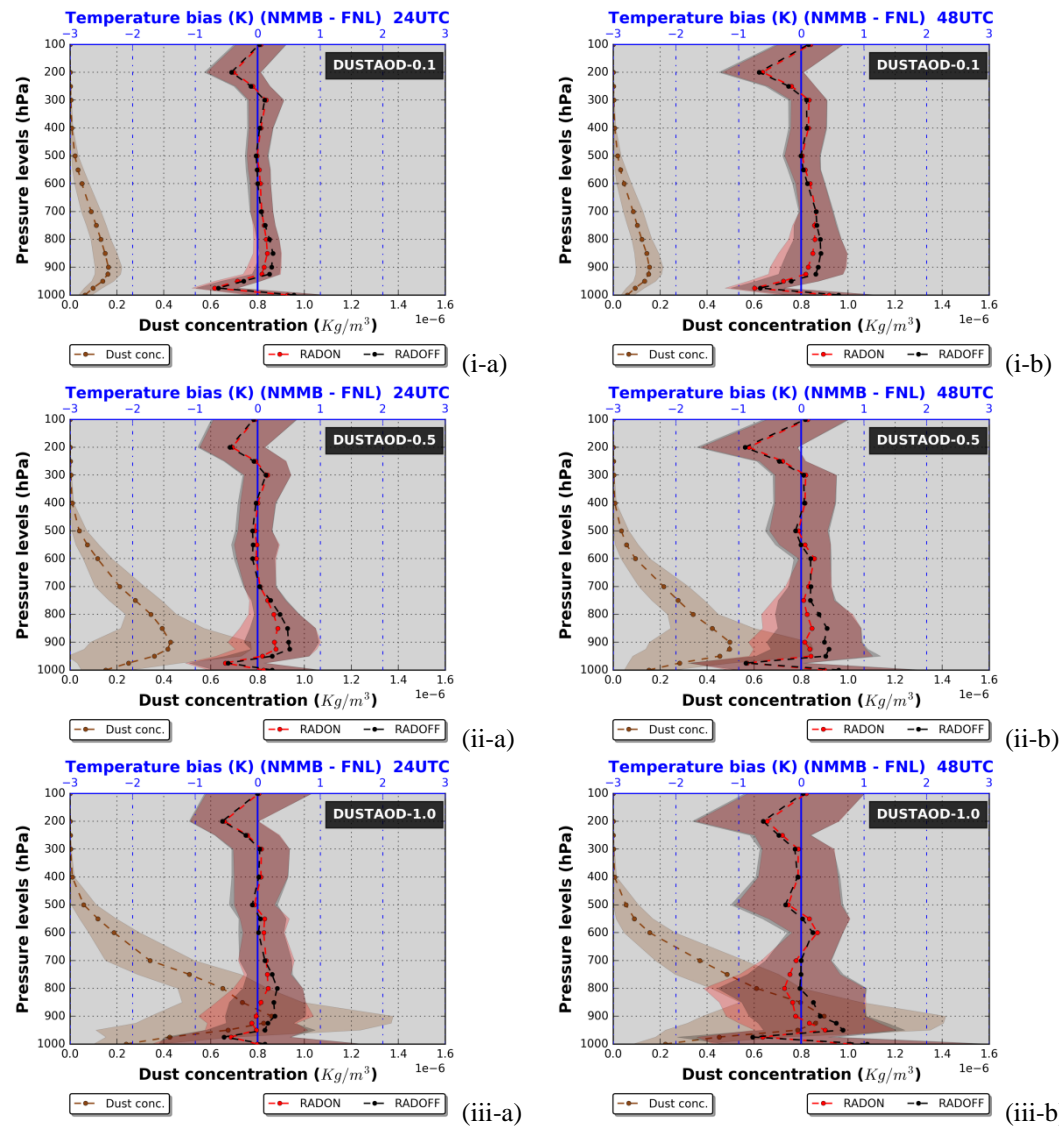 Temperature bias (K) (NMMB - FNL) 24UTC
−3 −2 −1 0 1 2 3
DUSTAOD-0.1
Pressure levels (hPa)
100
200
300
400
500
600
700
800
900
1000
0.0 0.2 0.4 0.6 0.8 1.0 1.2 1.4 1.6
1e−6
Dust concentration (Kg/m³)
Dust conc. RADON RADOFF
(i-a)
Temperature bias (K) (NMMB - FNL) 48UTC
−3 −2 −1 0 1 2 3
DUSTAOD-0.1
Pressure levels (hPa)
100
200
300
400
500
600
700
800
900
1000
0.0 0.2 0.4 0.6 0.8 1.0 1.2 1.4 1.6
1e−6
Dust concentration (Kg/m³)
Dust conc. RADON RADOFF
(i-b)
Temperature bias (K) (NMMB - FNL) 24UTC
−3 −2 −1 0 1 2 3
DUSTAOD-0.5
Pressure levels (hPa)
100
200
300
400
500
600
700
800
900
1000
0.0 0.2 0.4 0.6 0.8 1.0 1.2 1.4 1.6
1e−6
Dust concentration (Kg/m³)
Dust conc. RADON RADOFF
(ii-a)
Temperature bias (K) (NMMB - FNL) 48UTC
−3 −2 −1 0 1 2 3
DUSTAOD-0.5
Pressure levels (hPa)
100
200
300
400
500
600
700
800
900
1000
0.0 0.2 0.4 0.6 0.8 1.0 1.2 1.4 1.6
1e−6
Dust concentration (Kg/m³)
Dust conc. RADON RADOFF
(ii-b)
Temperature bias (K) (NMMB - FNL) 24UTC
−3 −2 −1 0 1 2 3
DUSTAOD-1.0
Pressure levels (hPa)
100
200
300
400
500
600
700
800
900
1000
0.0 0.2 0.4 0.6 0.8 1.0 1.2 1.4 1.6
1e−6
Dust concentration (Kg/m³)
Dust conc. RADON RADOFF
(iii-a)
Temperature bias (K) (NMMB - FNL) 48UTC
−3 −2 −1 0 1 2 3
DUSTAOD-1.0
Pressure levels (hPa)
100
200
300
400
500
600
700
800
900
1000
0.0 0.2 0.4 0.6 0.8 1.0 1.2 1.4 1.6
1e−6
Dust concentration (Kg/m³)
Dust conc. RADON RADOFF
(iii-b